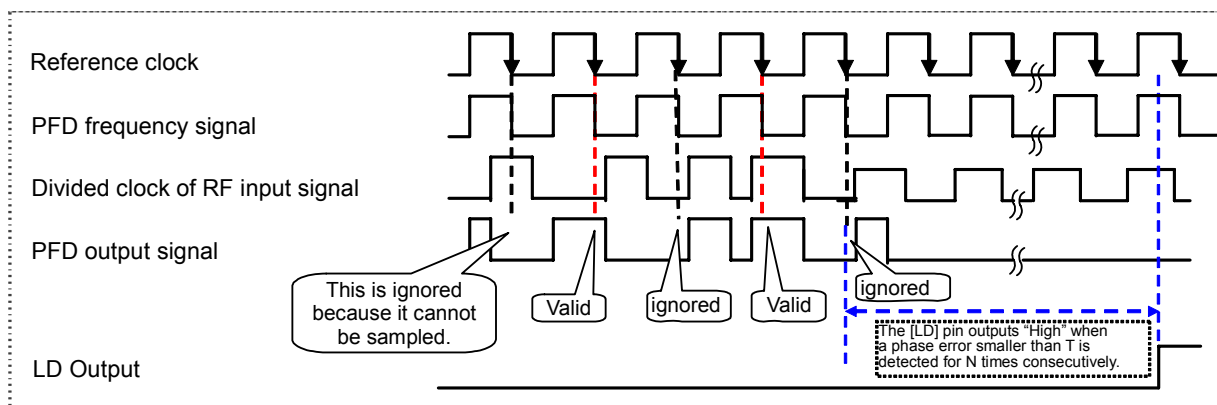 Reference clock
PFD frequency signal
Divided clock of RF input signal
PFD output signal
This is ignored
because it cannot
be sampled.
Valid
ignored
Valid
ignored
The [LD] pin outputs “High” when
a phase error smaller than T is
detected for N times consecutively.
LD Output